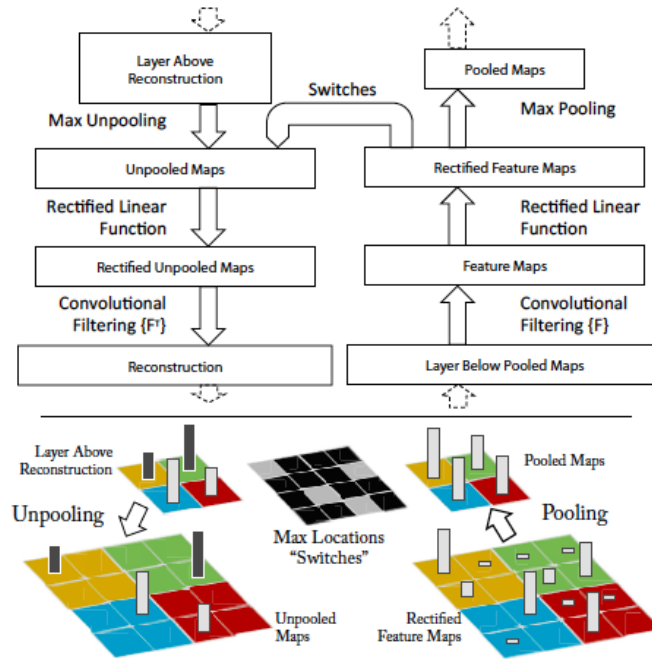 Layer Above
Reconstruction
Pooled Maps
Switches
Max Unpooling
Max Pooling
Unpooled Maps
Rectified Feature Maps
Rectified Linear
Function
Rectified Linear
Function
Rectified Unpooled Maps
Feature Maps
Convolutional
Filtering {Fᵀ}
Convolutional
Filtering {F}
Reconstruction
Layer Below Pooled Maps
Layer Above
Reconstruction
Pooled Maps
Unpooling
Max Locations
"Switches"
Pooling
Unpooled
Maps
Rectified
Feature Maps